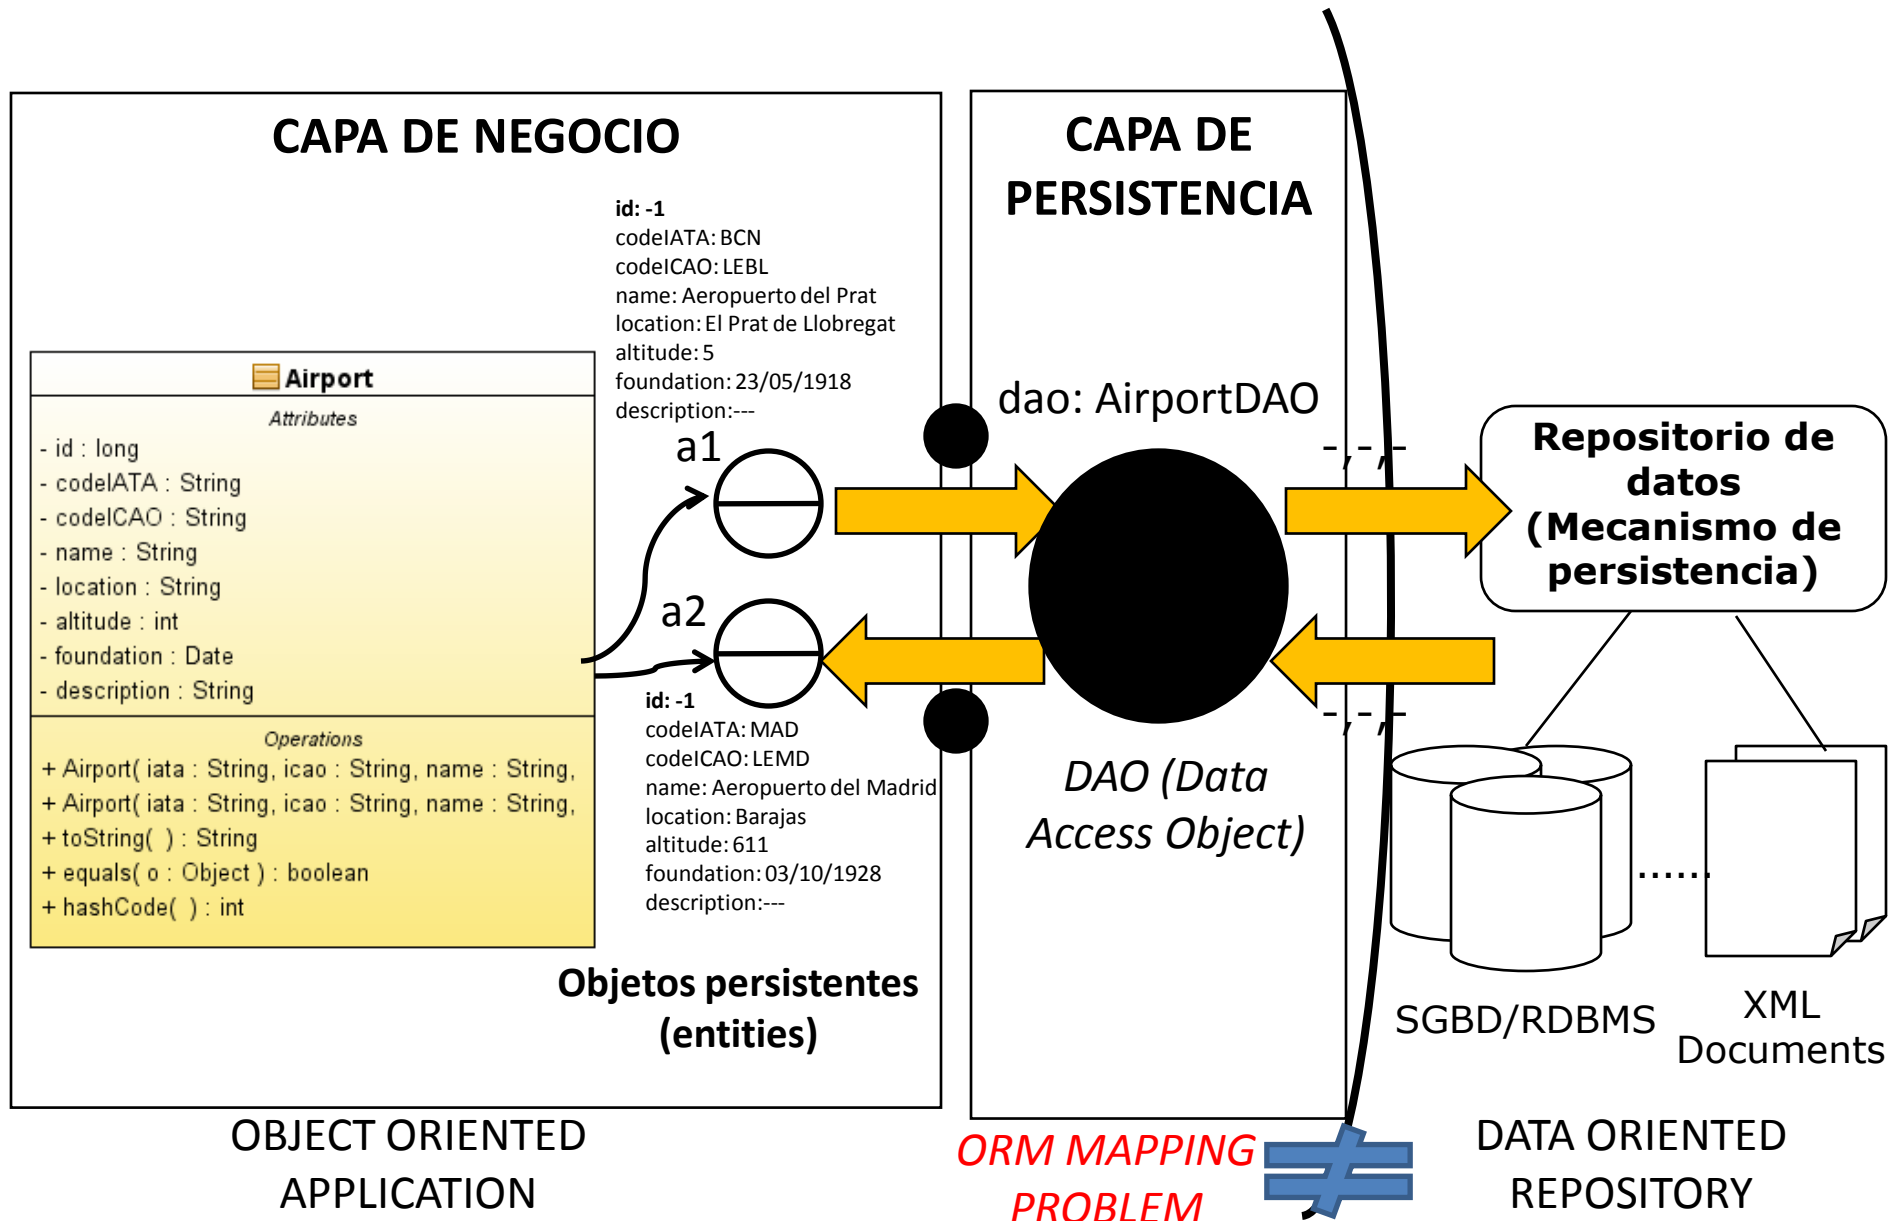 CAPA DE NEGOCIO
id: -1
codeIATA: BCN
codeICAO: LEBL
name: Aeropuerto del Prat
location: El Prat de Llobregat
altitude: 5
foundation: 23/05/1918
description:---
Airport
Attributes
- id : long
- codeIATA : String
- codeICAO : String
- name : String
- location : String
- altitude : int
- foundation : Date
- description : String
Operations
+ Airport( iata : String, icao : String, name : String,
+ Airport( iata : String, icao : String, name : String,
+ toString( ) : String
+ equals( o : Object ) : boolean
+ hashCode( ) : int
a1
a2
id: -1
codeIATA: MAD
codeICAO: LEMD
name: Aeropuerto del Madrid
location: Barajas
altitude: 611
foundation: 03/10/1928
description:---
Objetos persistentes
(entities)
OBJECT ORIENTED
APPLICATION
CAPA DE
PERSISTENCIA
dao: AirportDAO
DAO (Data
Access Object)
-,-,-
-,-,-
ORM MAPPING
PROBLEM
Repositorio de
datos
(Mecanismo de
persistencia)
......
SGBD/RDBMS
XML
Documents
DATA ORIENTED
REPOSITORY